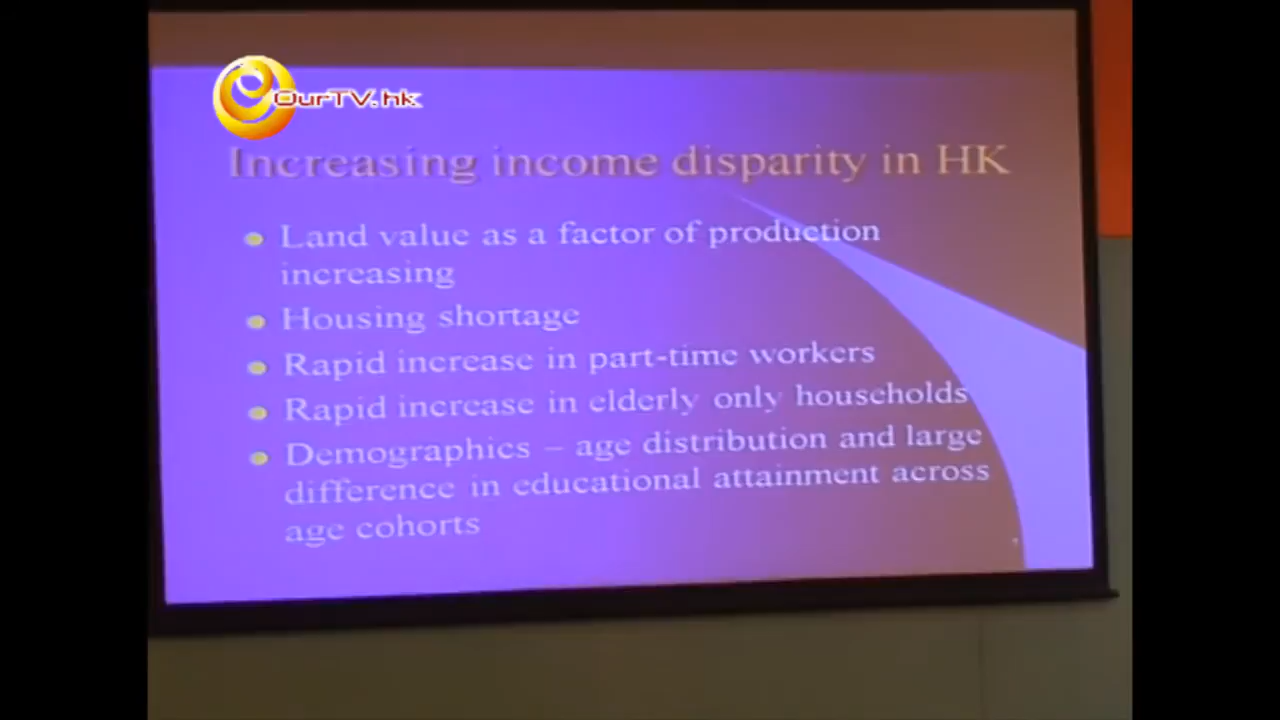 OurTV.hk
Increasing income disparity in HK
Land value as a factor of production
increasing
Housing shortage
Rapid increase in part-time workers
Rapid increase in elderly only households
Demographics – age distribution and large
difference in educational attainment across
age cohorts